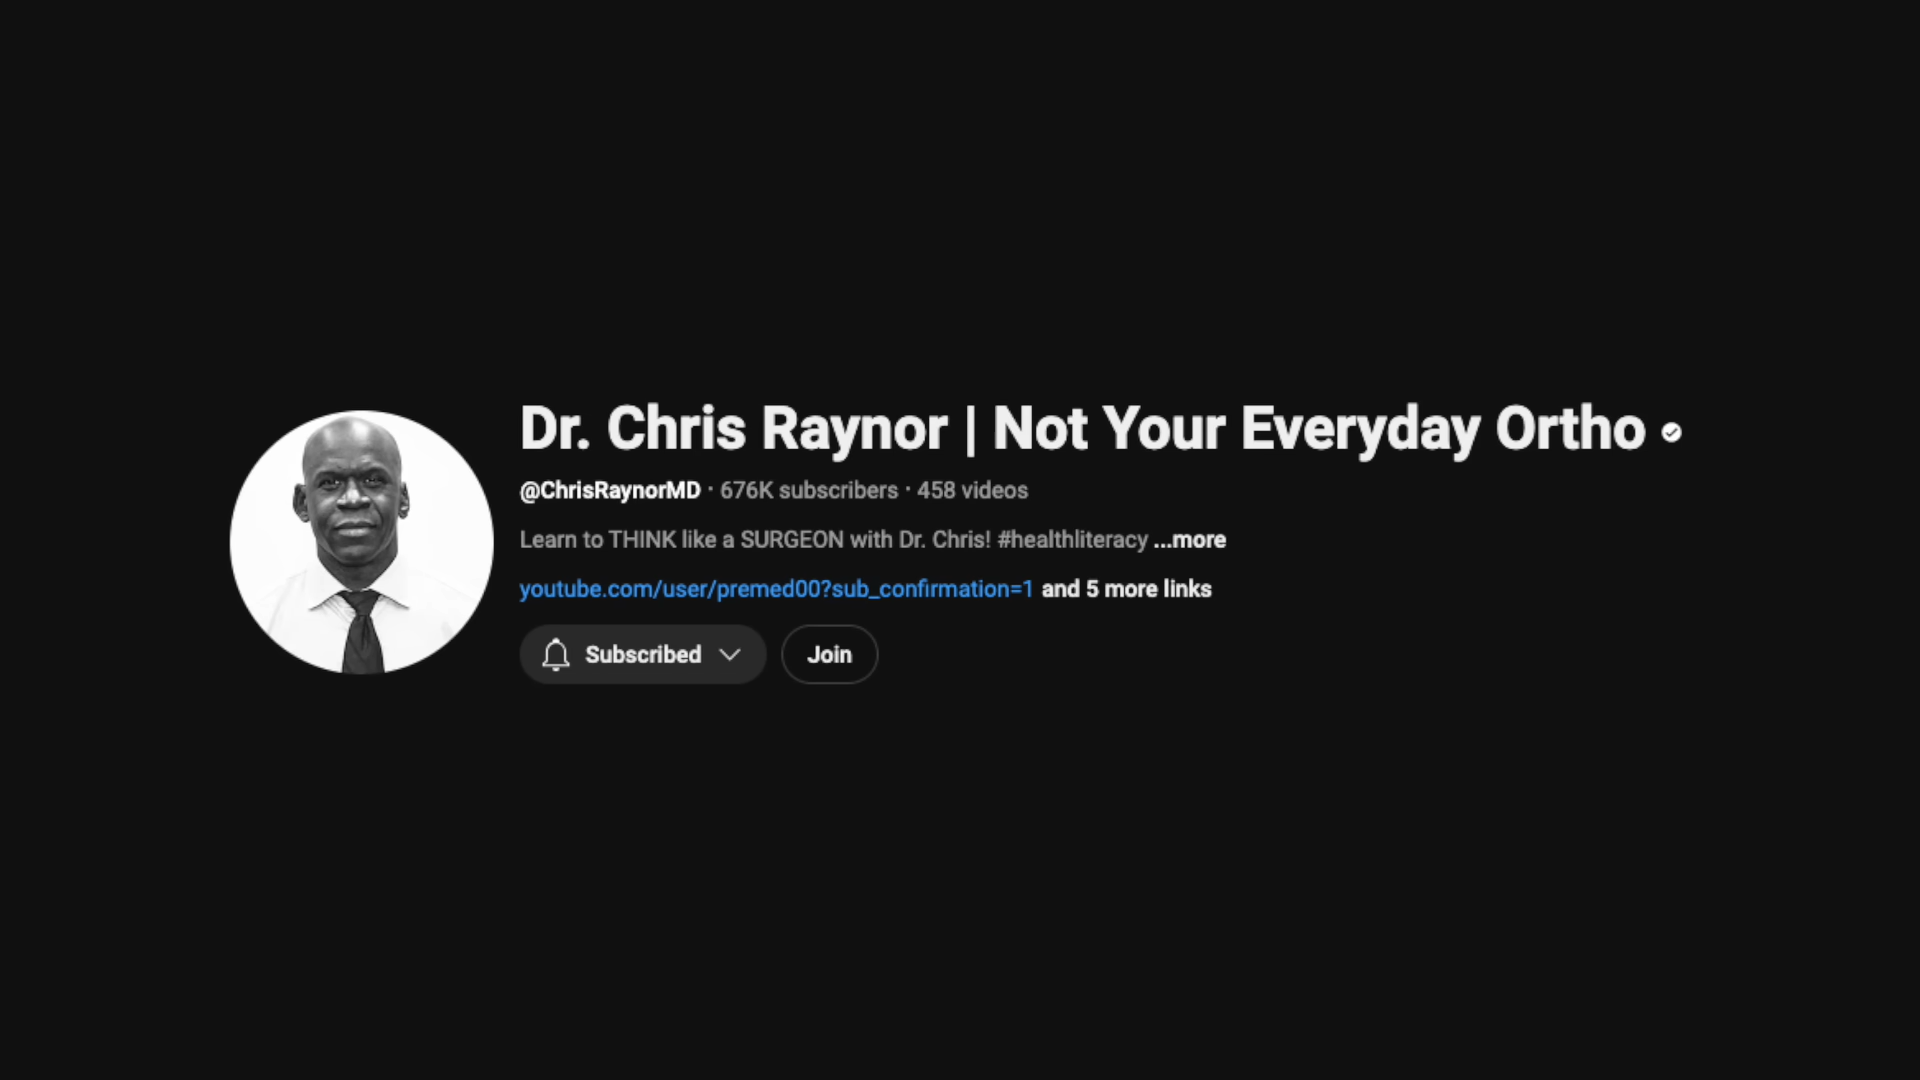 Dr. Chris Raynor | Not Your Everyday Ortho
@ChrisRaynorMD · 676K subscribers · 458 videos
Learn to THINK like a SURGEON with Dr. Chris! #healthliteracy ...more
youtube.com/user/premed00?sub_confirmation=1 and 5 more links
Subscribed Join